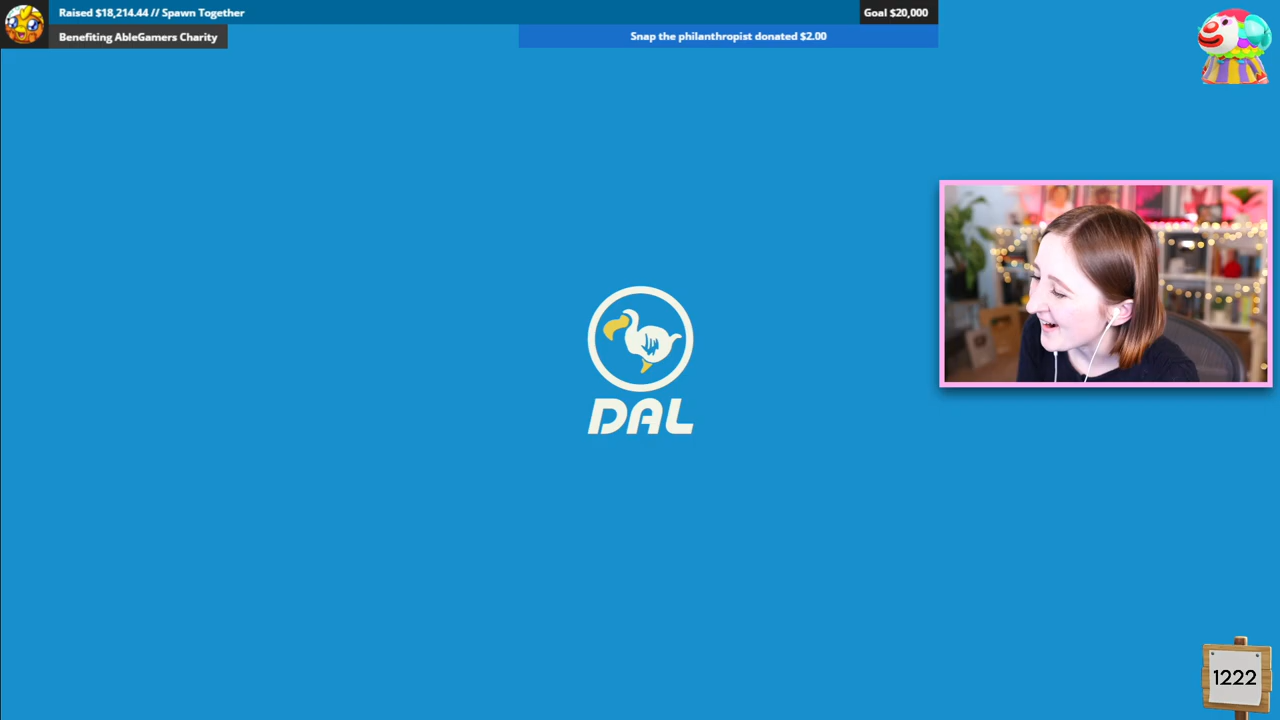 Raised $18,214.44 // Spawn Together
Goal $20,000
Benefiting AbleGamers Charity
Snap the philanthropist donated $2.00
DAL
1222